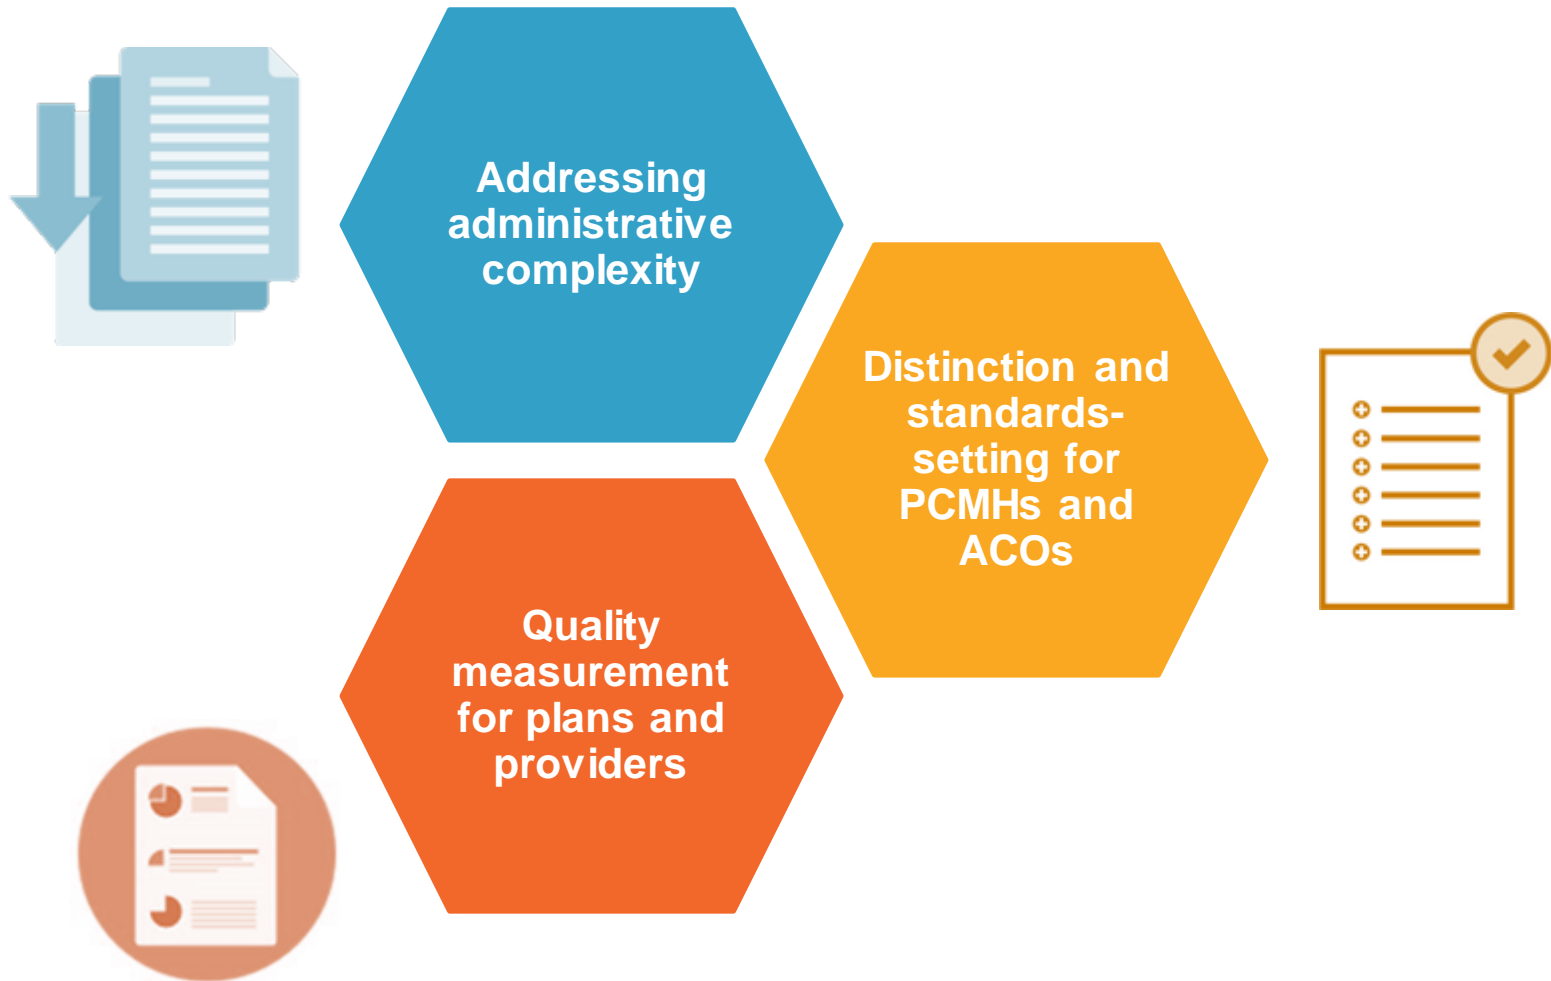 Addressing
administrative
complexity
Distinction and
standards-
setting for
PCMHs and
ACOs
Quality
measurement
for plans and
providers